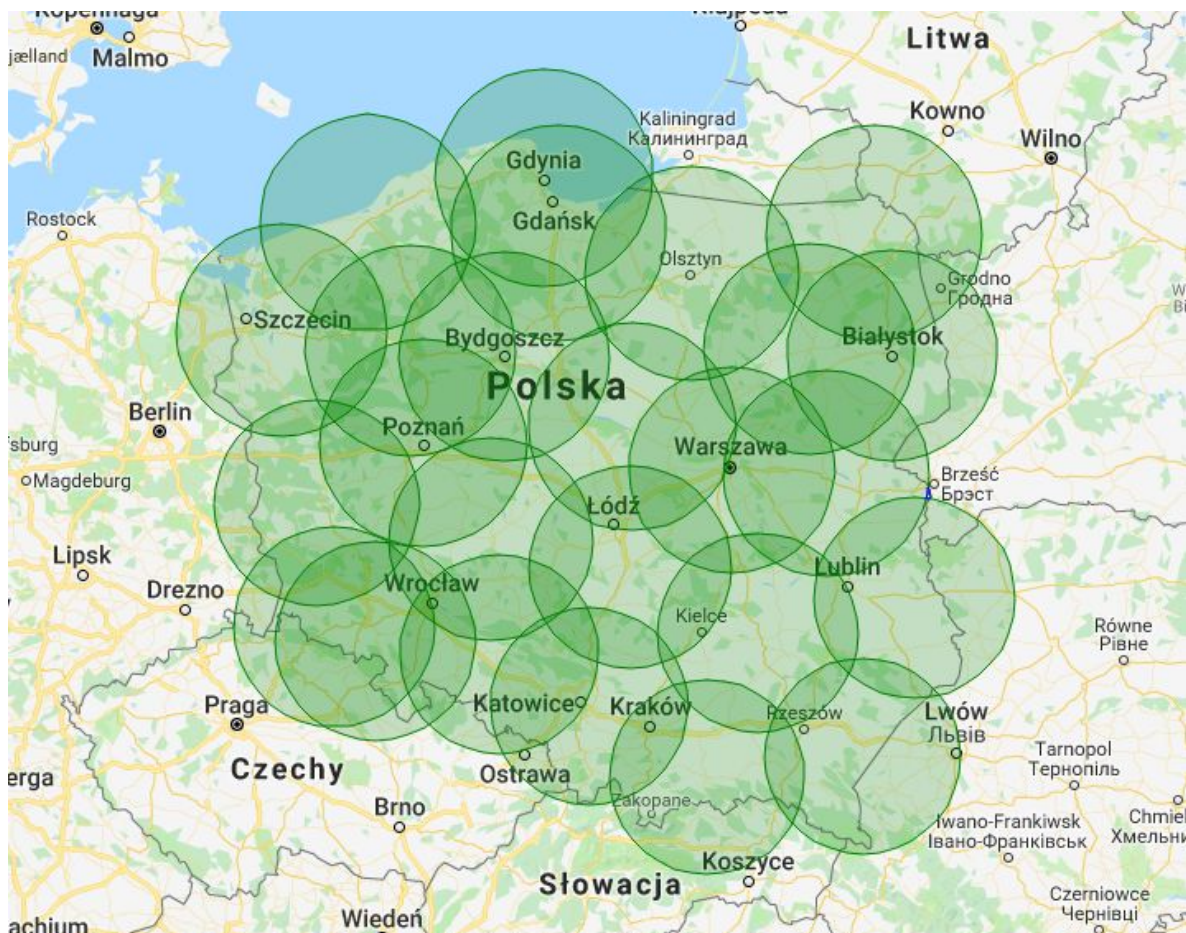 Malmo
Litwa
Kowno
Kaliningrad
Калининград
Wilno
Gdynia
Rostock
Gdańsk
Olsztyn
Grodno
Гродна
Szczecin
Bydgoszcz
Białystok
Polska
Berlin
Poznań
Warszawa
Magdeburg
Brześć
Брэст
Łódź
Lipsk
Drezno
Wrocław
Lublin
Kielce
Równe
Рівне
Praga
Katowice
Kraków
Rzeszów
Lwów
Львів
Czechy
Ostrawa
Tarnopol
Тернопіль
Brno
Zakopane
Iwano-Frankiwsk
Івано-Франківськ
Koszyce
Słowacja
Czerniowce
Чернівці
Wiedeń